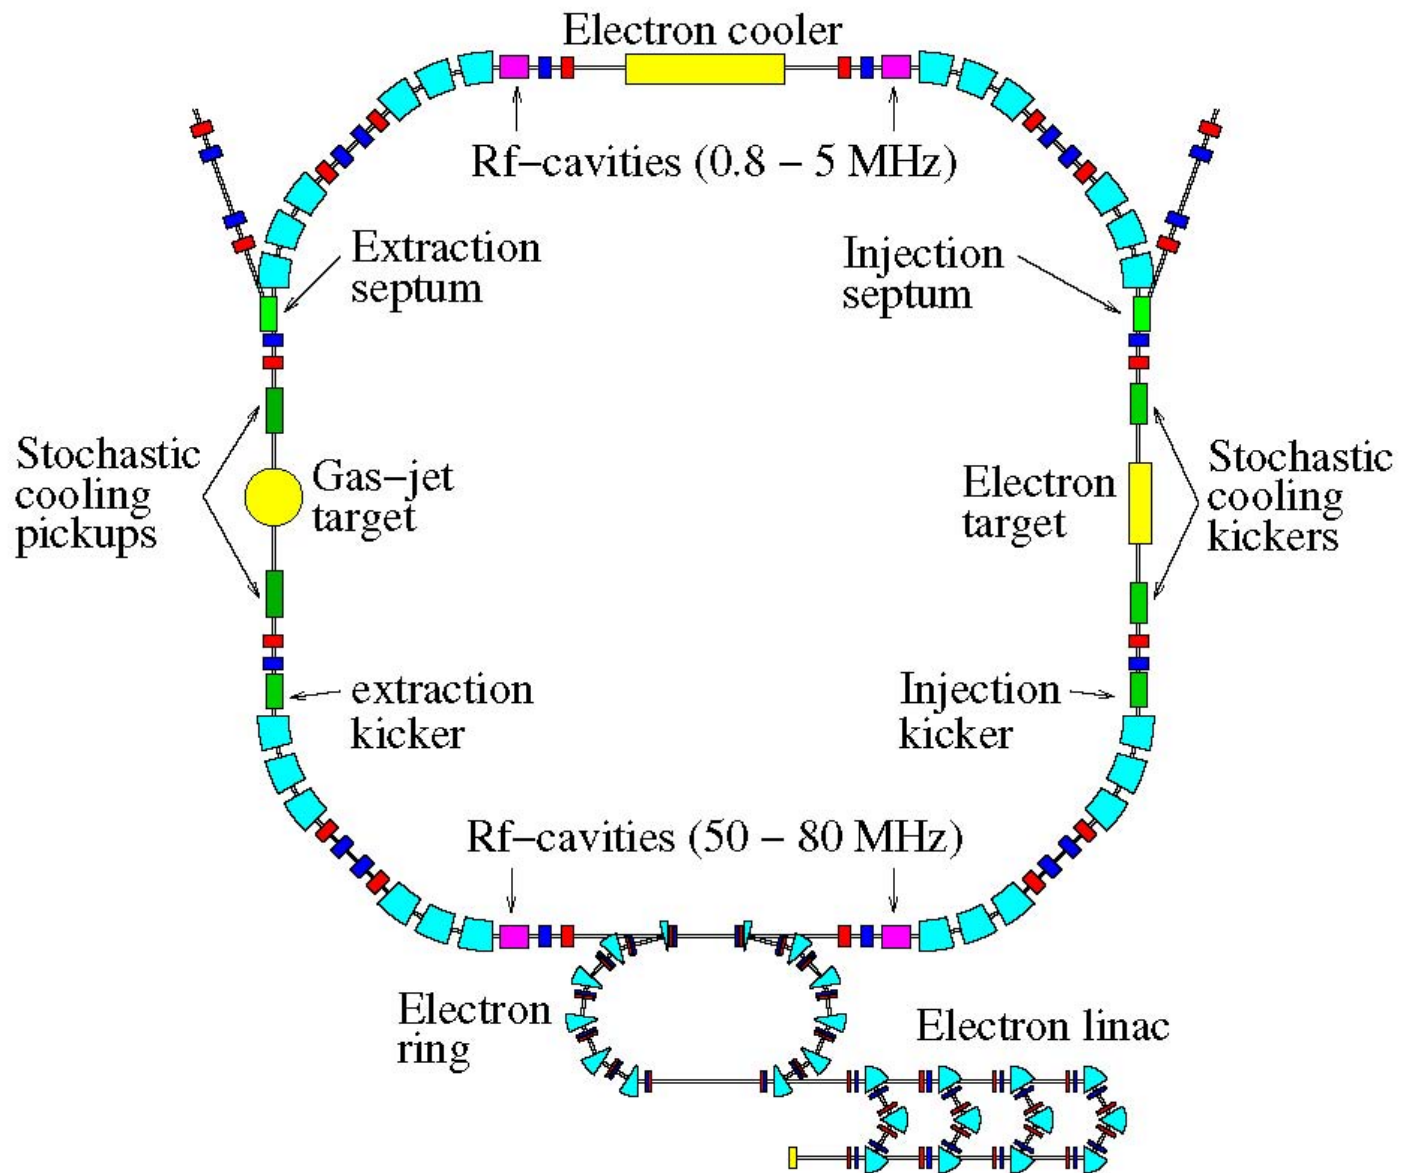 Electron cooler
Rf−cavities (0.8 − 5 MHz)
Extraction
septum
Injection
septum
Stochastic
cooling
pickups
Gas−jet
target
Electron
target
Stochastic
cooling
kickers
extraction
kicker
Injection
kicker
Rf−cavities (50 − 80 MHz)
Electron
ring
Electron linac